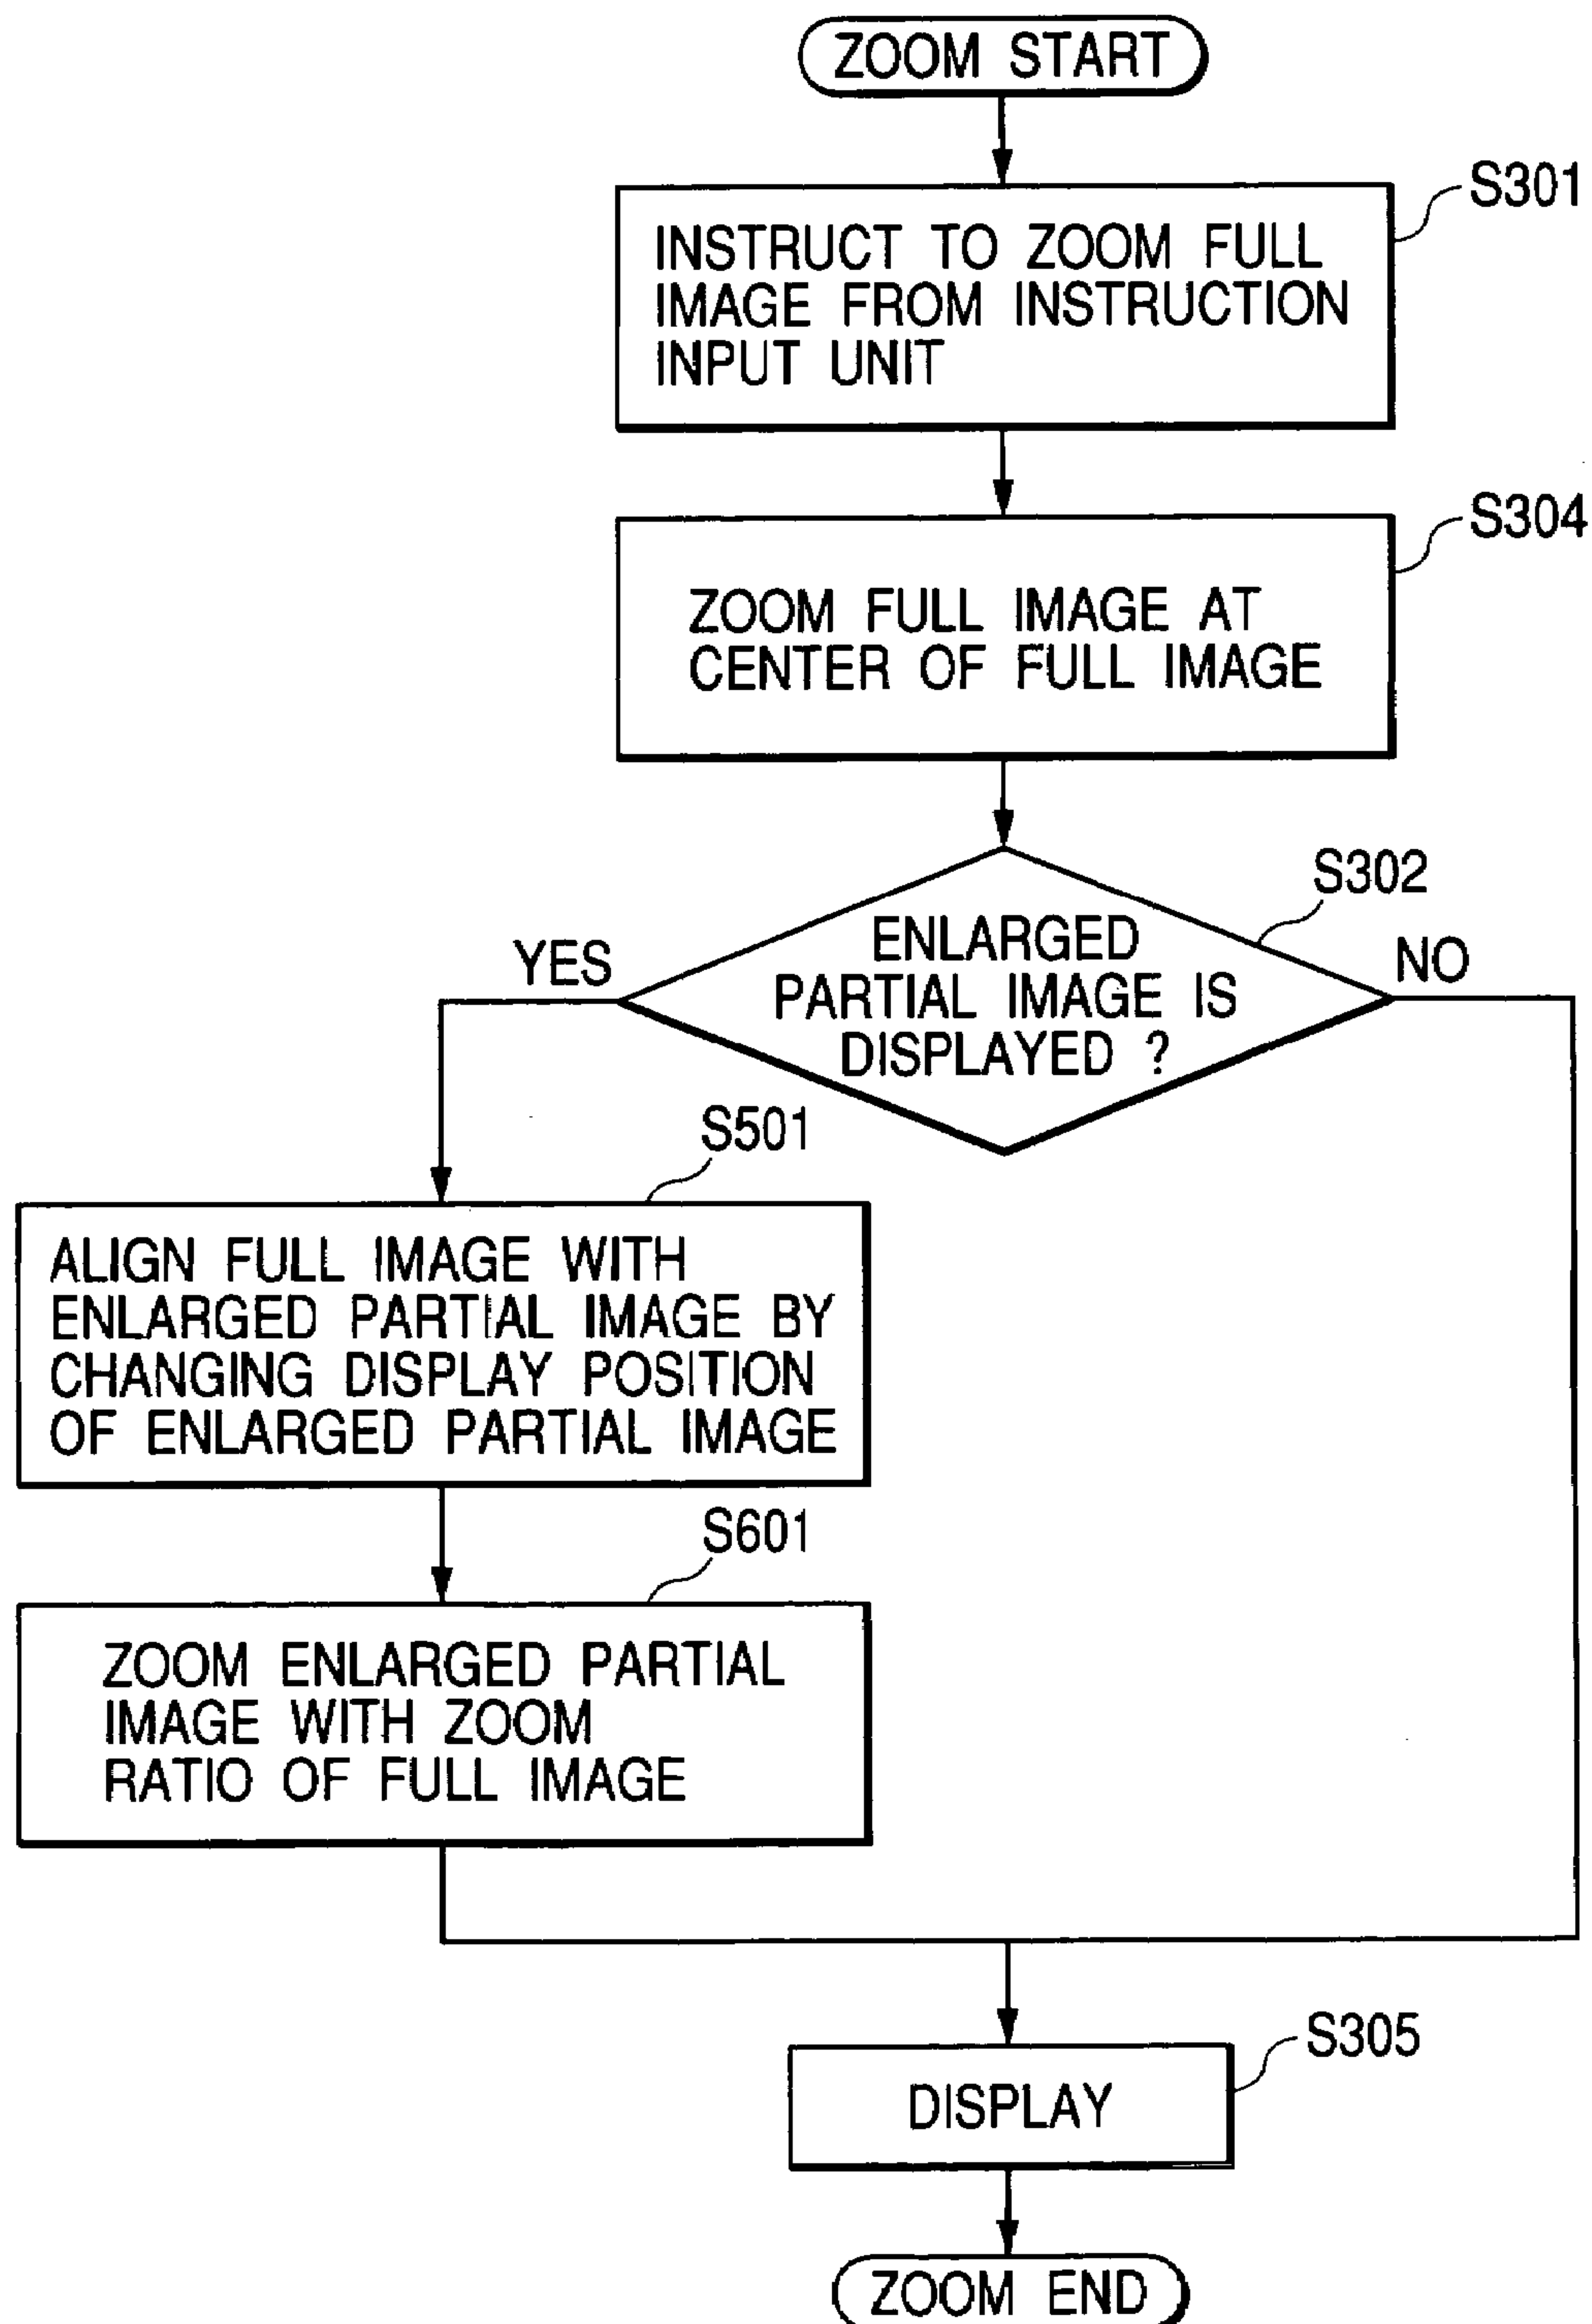 ZOOM START
S301
INSTRUCT TO ZOOM FULL
IMAGE FROM INSTRUCTION
INPUT UNIT
S304
ZOOM FULL IMAGE AT
CENTER OF FULL IMAGE
S302
YES
NO
ENLARGED
PARTIAL IMAGE IS
DISPLAYED ?
S501
ALIGN FULL IMAGE WITH
ENLARGED PARTIAL IMAGE BY
CHANGING DISPLAY POSITION
OF ENLARGED PARTIAL IMAGE
S601
ZOOM ENLARGED PARTIAL
IMAGE WITH ZOOM
RATIO OF FULL IMAGE
S305
DISPLAY
ZOOM END